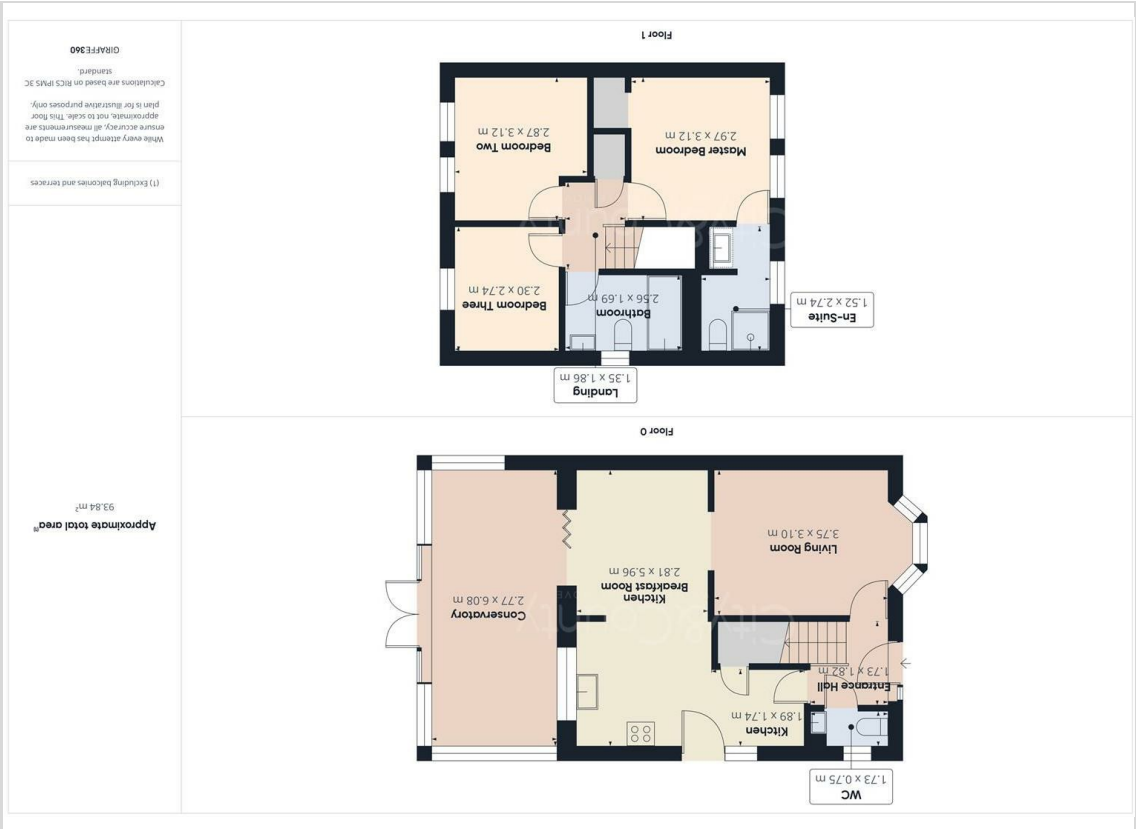 WC
1.73 x 0.75 m
Kitchen
1.89 x 1.74 m
Entrance Hall
1.73 x 1.82 m
City&County
Conservatory
2.77 x 6.08 m
Kitchen
Breakfast Room
2.81 x 5.96 m
Living Room
3.75 x 3.10 m
Floor 0
Landing
1.35 x 1.86 m
En-Suite
1.52 x 2.74 m
Bathroom
2.56 x 1.69 m
Bedroom Three
2.30 x 2.74 m
City&County
Master Bedroom
2.97 x 3.12 m
Bedroom Two
2.87 x 3.12 m
Floor 1
Approximate total area⁽¹⁾
93.84 m²
(1) Excluding balconies and terraces
While every attempt has been made to
ensure accuracy, all measurements are
approximate, not to scale. This floor
plan is for illustrative purposes only.
Calculations are based on RICS IPMS 3C
standard.
GIRAFFE360